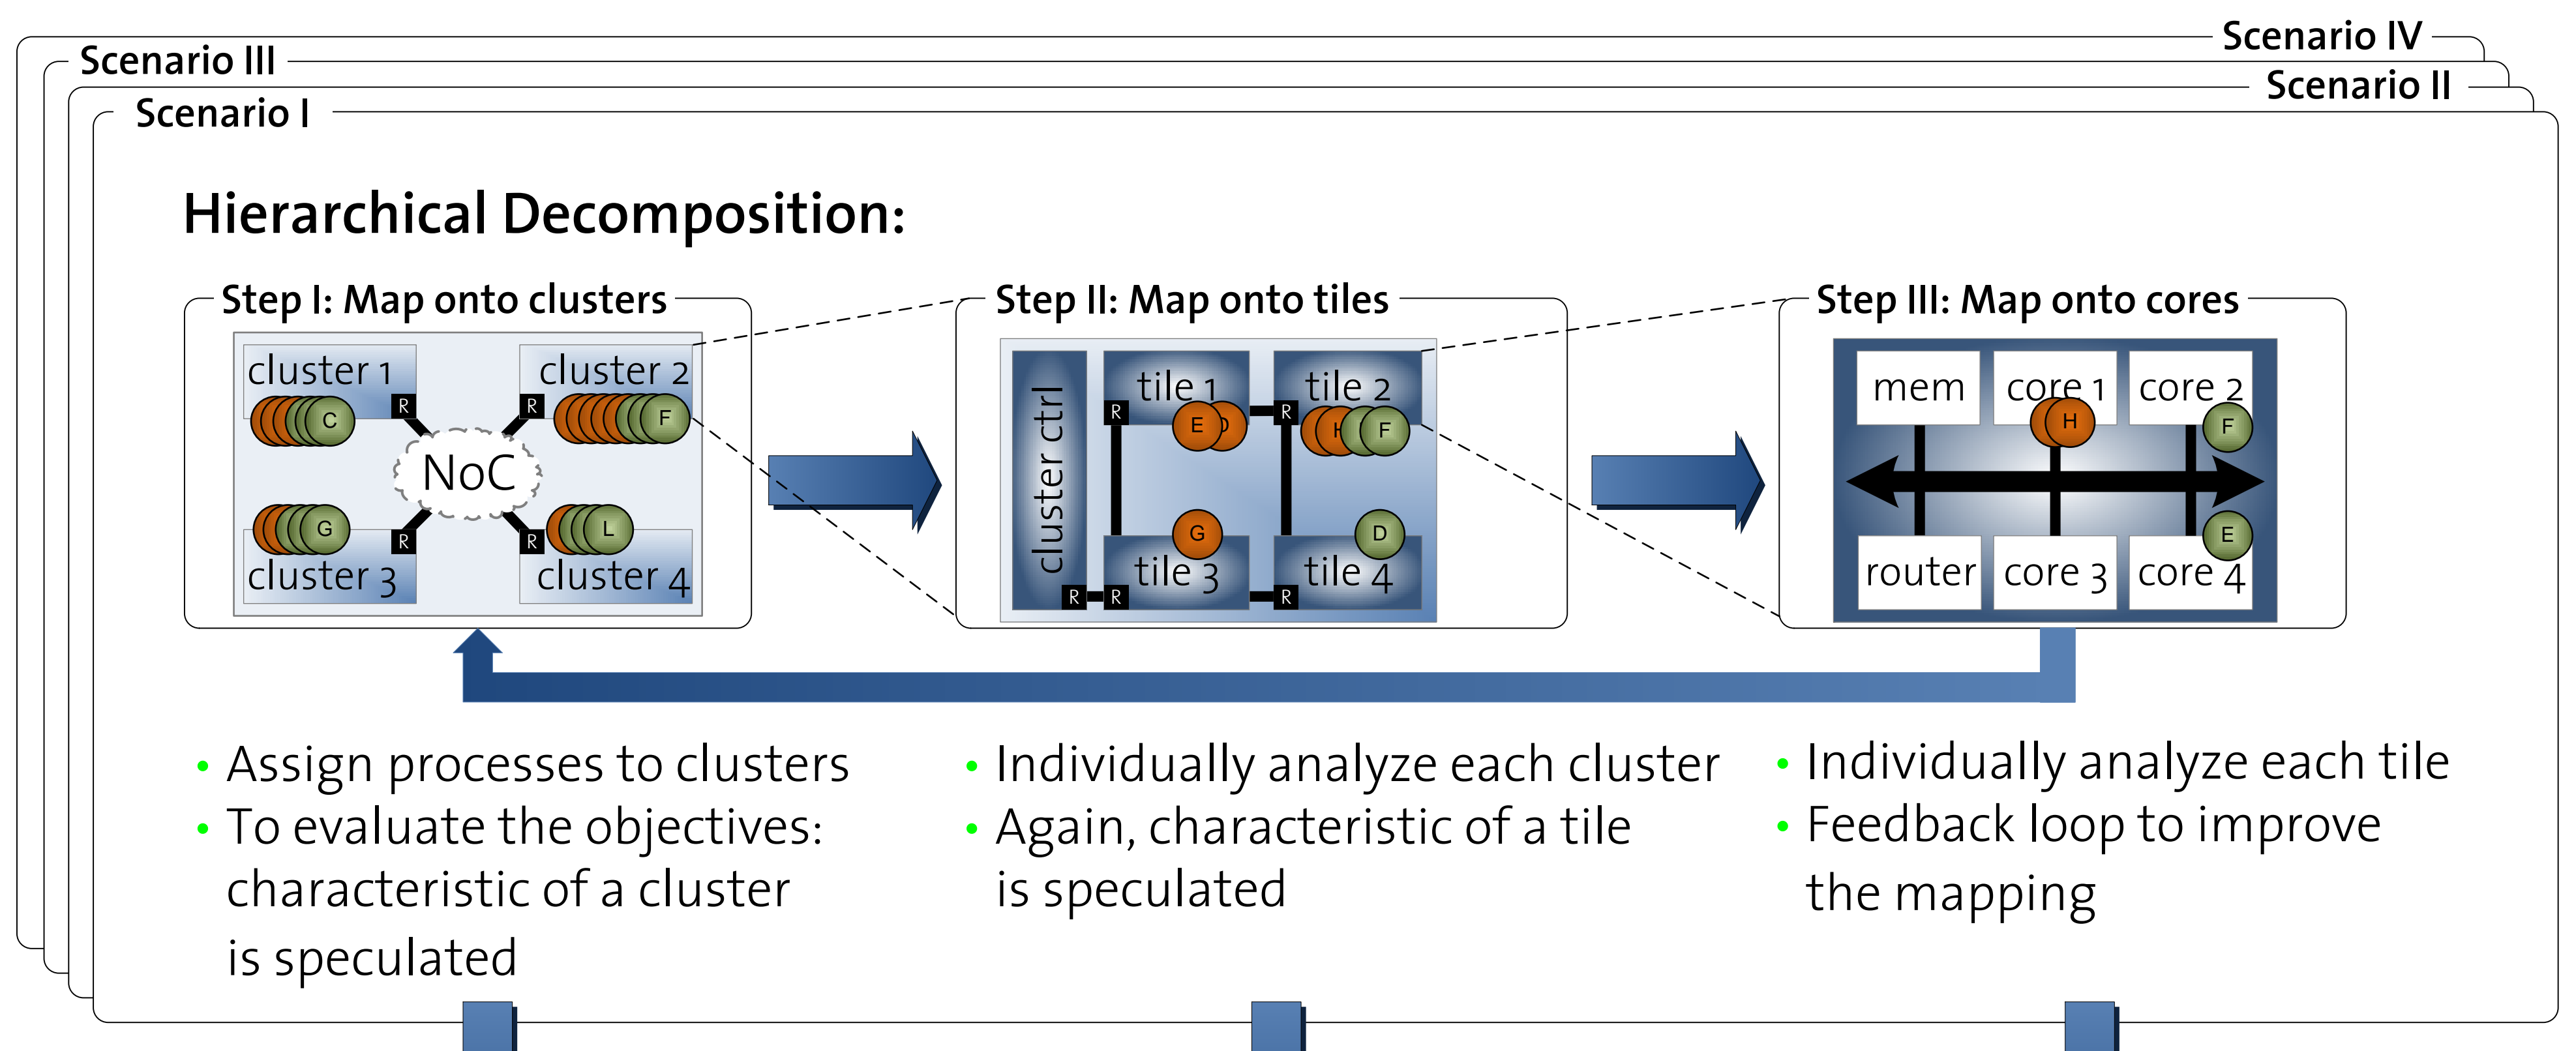 Scenario IV
Scenario III
Scenario II
Scenario I
Hierarchical Decomposition:
Step I: Map onto clusters
cluster 1
cluster 2
C
R
R
F
NoC
G
R
R
L
cluster 3
cluster 4
Step II: Map onto tiles
cluster ctrl
tile 1
tile 2
R
E
D
R
H
F
G
D
tile 3
tile 4
R
R
R
Step III: Map onto cores
mem
core 1
core 2
H
F
E
router
core 3
core 4
• Assign processes to clusters
• To evaluate the objectives:
characteristic of a cluster
is speculated
• Individually analyze each cluster
• Again, characteristic of a tile
is speculated
• Individually analyze each tile
• Feedback loop to improve
the mapping